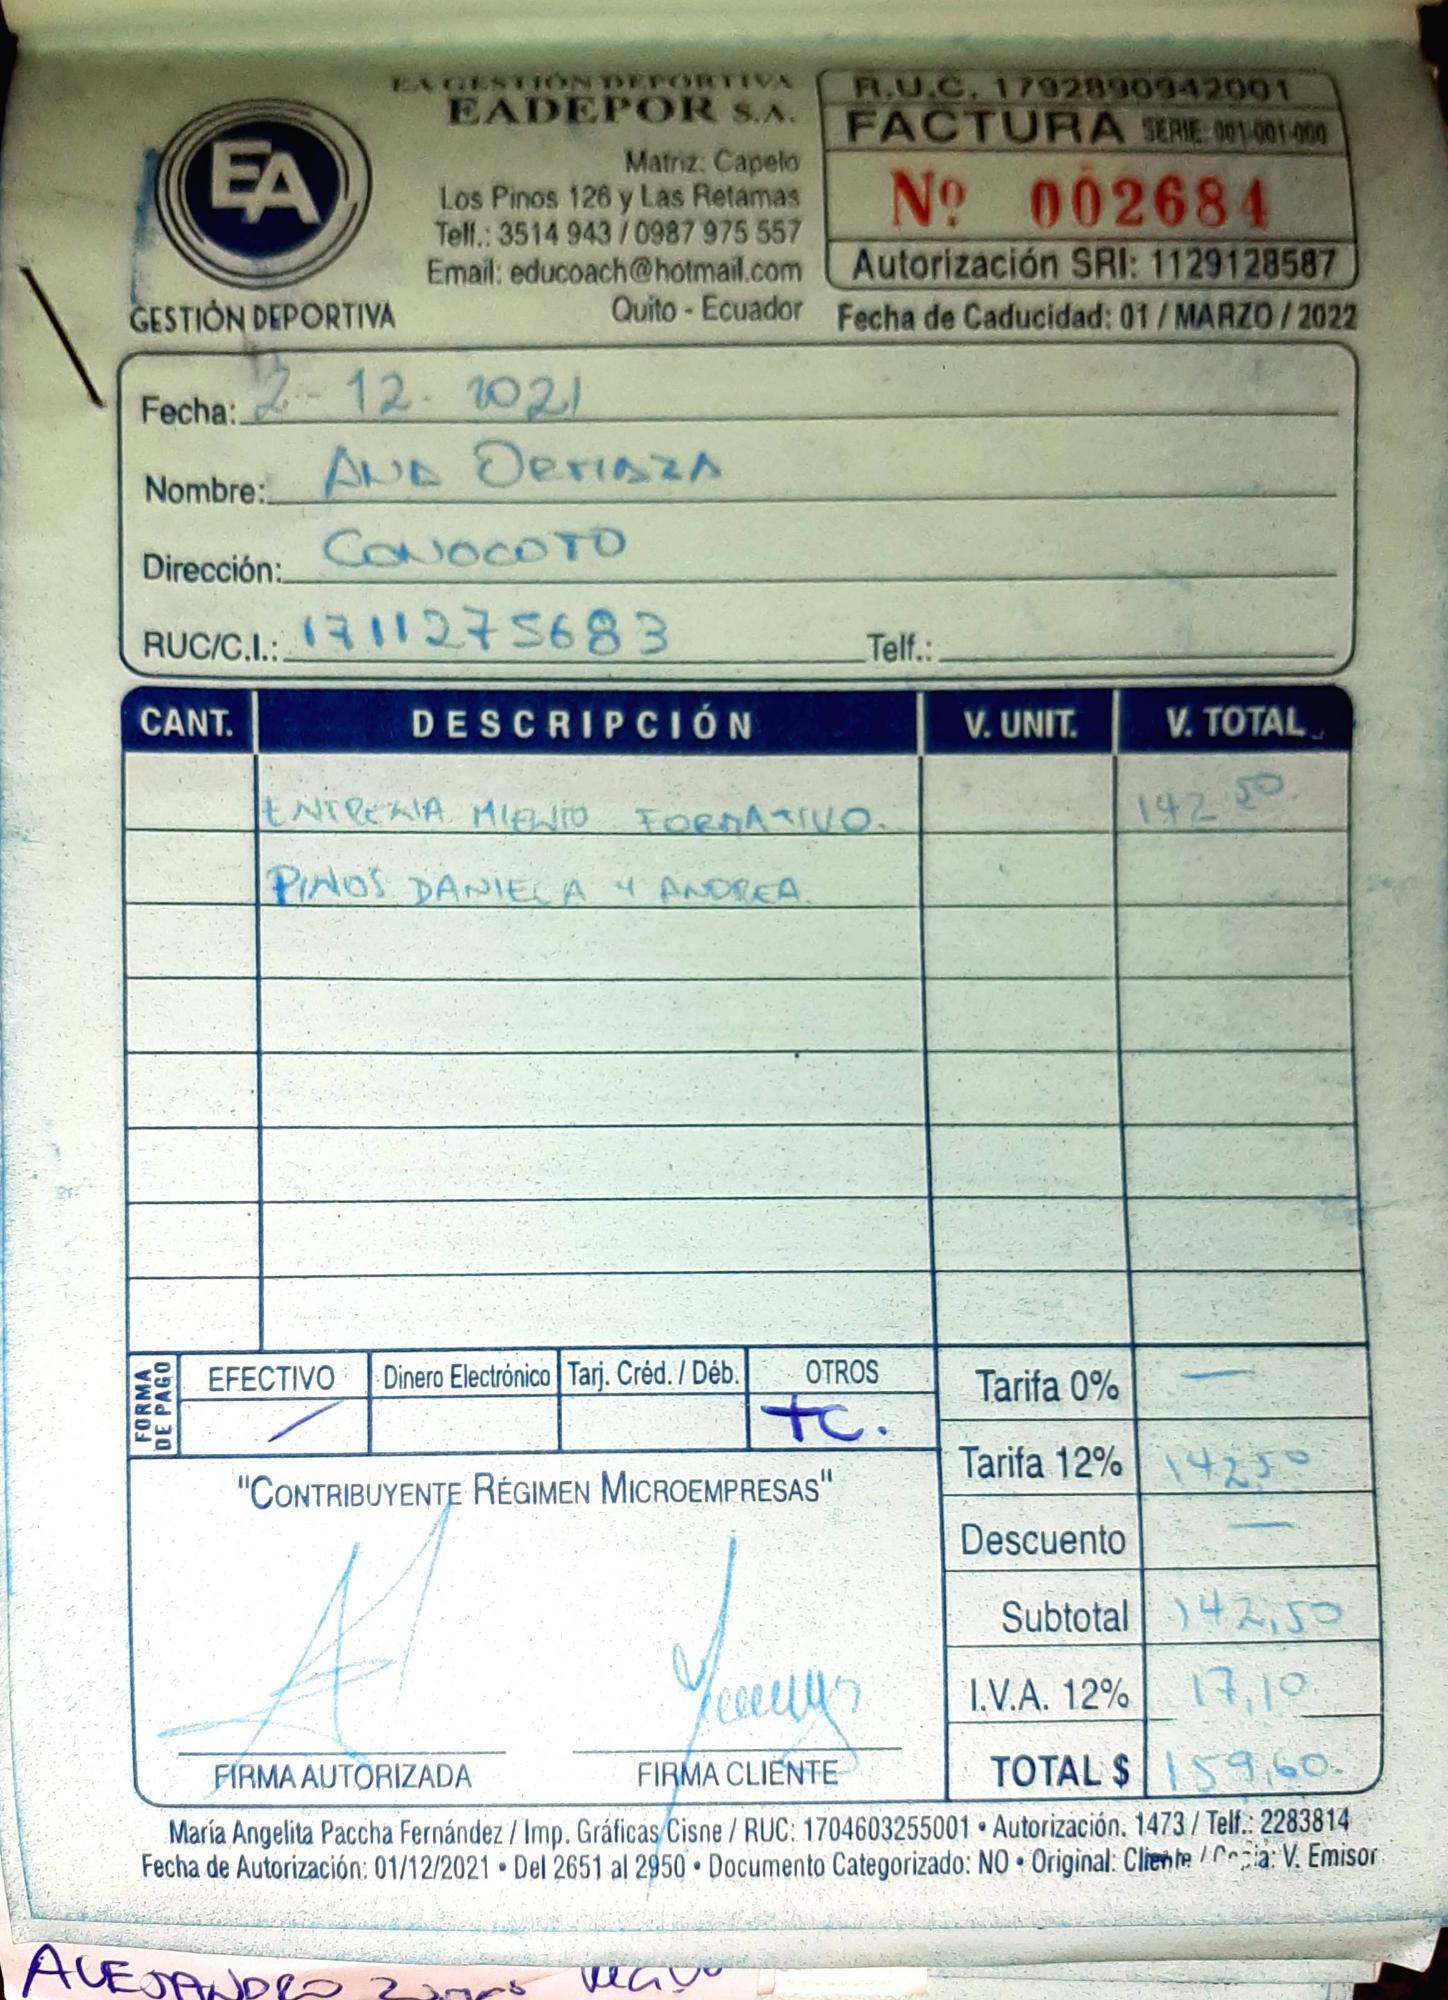 EA GESTIÓN DEPORTIVA
EADEPOR S.A.
Matriz: Capelo
Los Pinos 126 y Las Retamas
Telf.: 3514 943 / 0987 975 557
Email: educoach@hotmail.com
Quito - Ecuador
EA
GESTIÓN DEPORTIVA
R.U.C. 1792890942001
FACTURA SERIE: 001-001-000
Nº 002684
Autorización SRI: 1129128587
Fecha de Caducidad: 01 / MARZO / 2022
Fecha: 2 - 12. 2021
Nombre: ANA
Dirección: CONOCOTO
RUC/C.I.: 1711275683 Telf.:
CANT. DESCRIPCIÓN V. UNIT. V. TOTAL
ENTRENAMIENTO FORMATIVO. 142 50
PINOS DANIELA Y ANDREA.
FORMA DE PAGO
EFECTIVO Dinero Electrónico Tarj. Créd. / Déb. OTROS
/ TC.
Tarifa 0% —
Tarifa 12% 142,50
Descuento —
Subtotal 142,50
I.V.A. 12% 17,10
TOTAL $ 159,60.
"CONTRIBUYENTE RÉGIMEN MICROEMPRESAS"
FIRMA AUTORIZADA FIRMA CLIENTE
María Angelita Paccha Fernández / Imp. Gráficas Cisne / RUC: 1704603255001 • Autorización. 1473 / Telf.: 2283814
Fecha de Autorización: 01/12/2021 • Del 2651 al 2950 • Documento Categorizado: NO • Original: Cliente / Copia: V. Emisor
ALEJANDRO